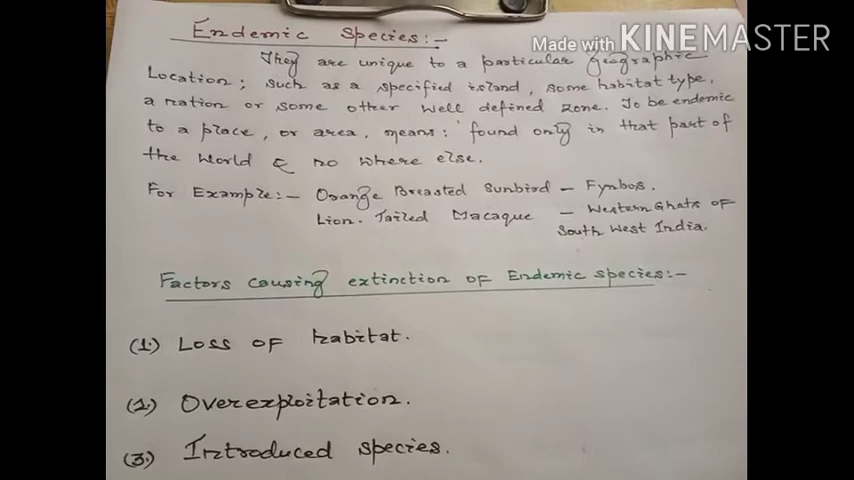 Endemic Species:-
Made with KINEMASTER
They are unique to a particular geographic
Location; such as a specified island, some habitat type,
a nation or some other well defined zone. To be endemic
to a place, or area, means: found only in that part of
the world & no where else.
For Example:- Orange Breasted Sunbird - Fynbos.
Lion-Tailed Macaque - Western Ghats of
South West India.
Factors causing extinction of Endemic species:-
(1.) Loss of habitat.
(2.) Overexploitation.
(3.) Introduced species.